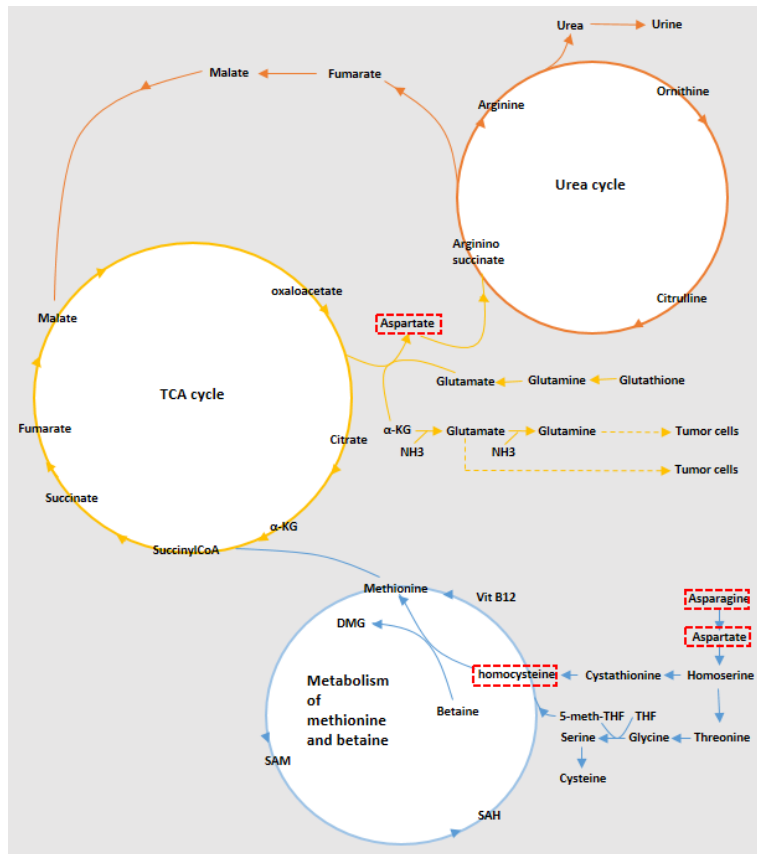 Urea
Urine
Malate
Fumarate
Arginine
Ornithine
Urea cycle
Arginino
succinate
oxaloacetate
Citrulline
Malate
Aspartate
TCA cycle
Glutamate
Glutamine
Glutathione
Fumarate
Citrate
α-KG
Glutamate
Glutamine
Tumor cells
NH3
NH3
Tumor cells
Succinate
α-KG
SuccinylCoA
Methionine
Vit B12
Asparagine
DMG
Aspartate
homocysteine
Cystathionine
Homoserine
Metabolism
of
methionine
and betaine
Betaine
5-meth-THF
THF
Serine
Glycine
Threonine
SAM
Cysteine
SAH